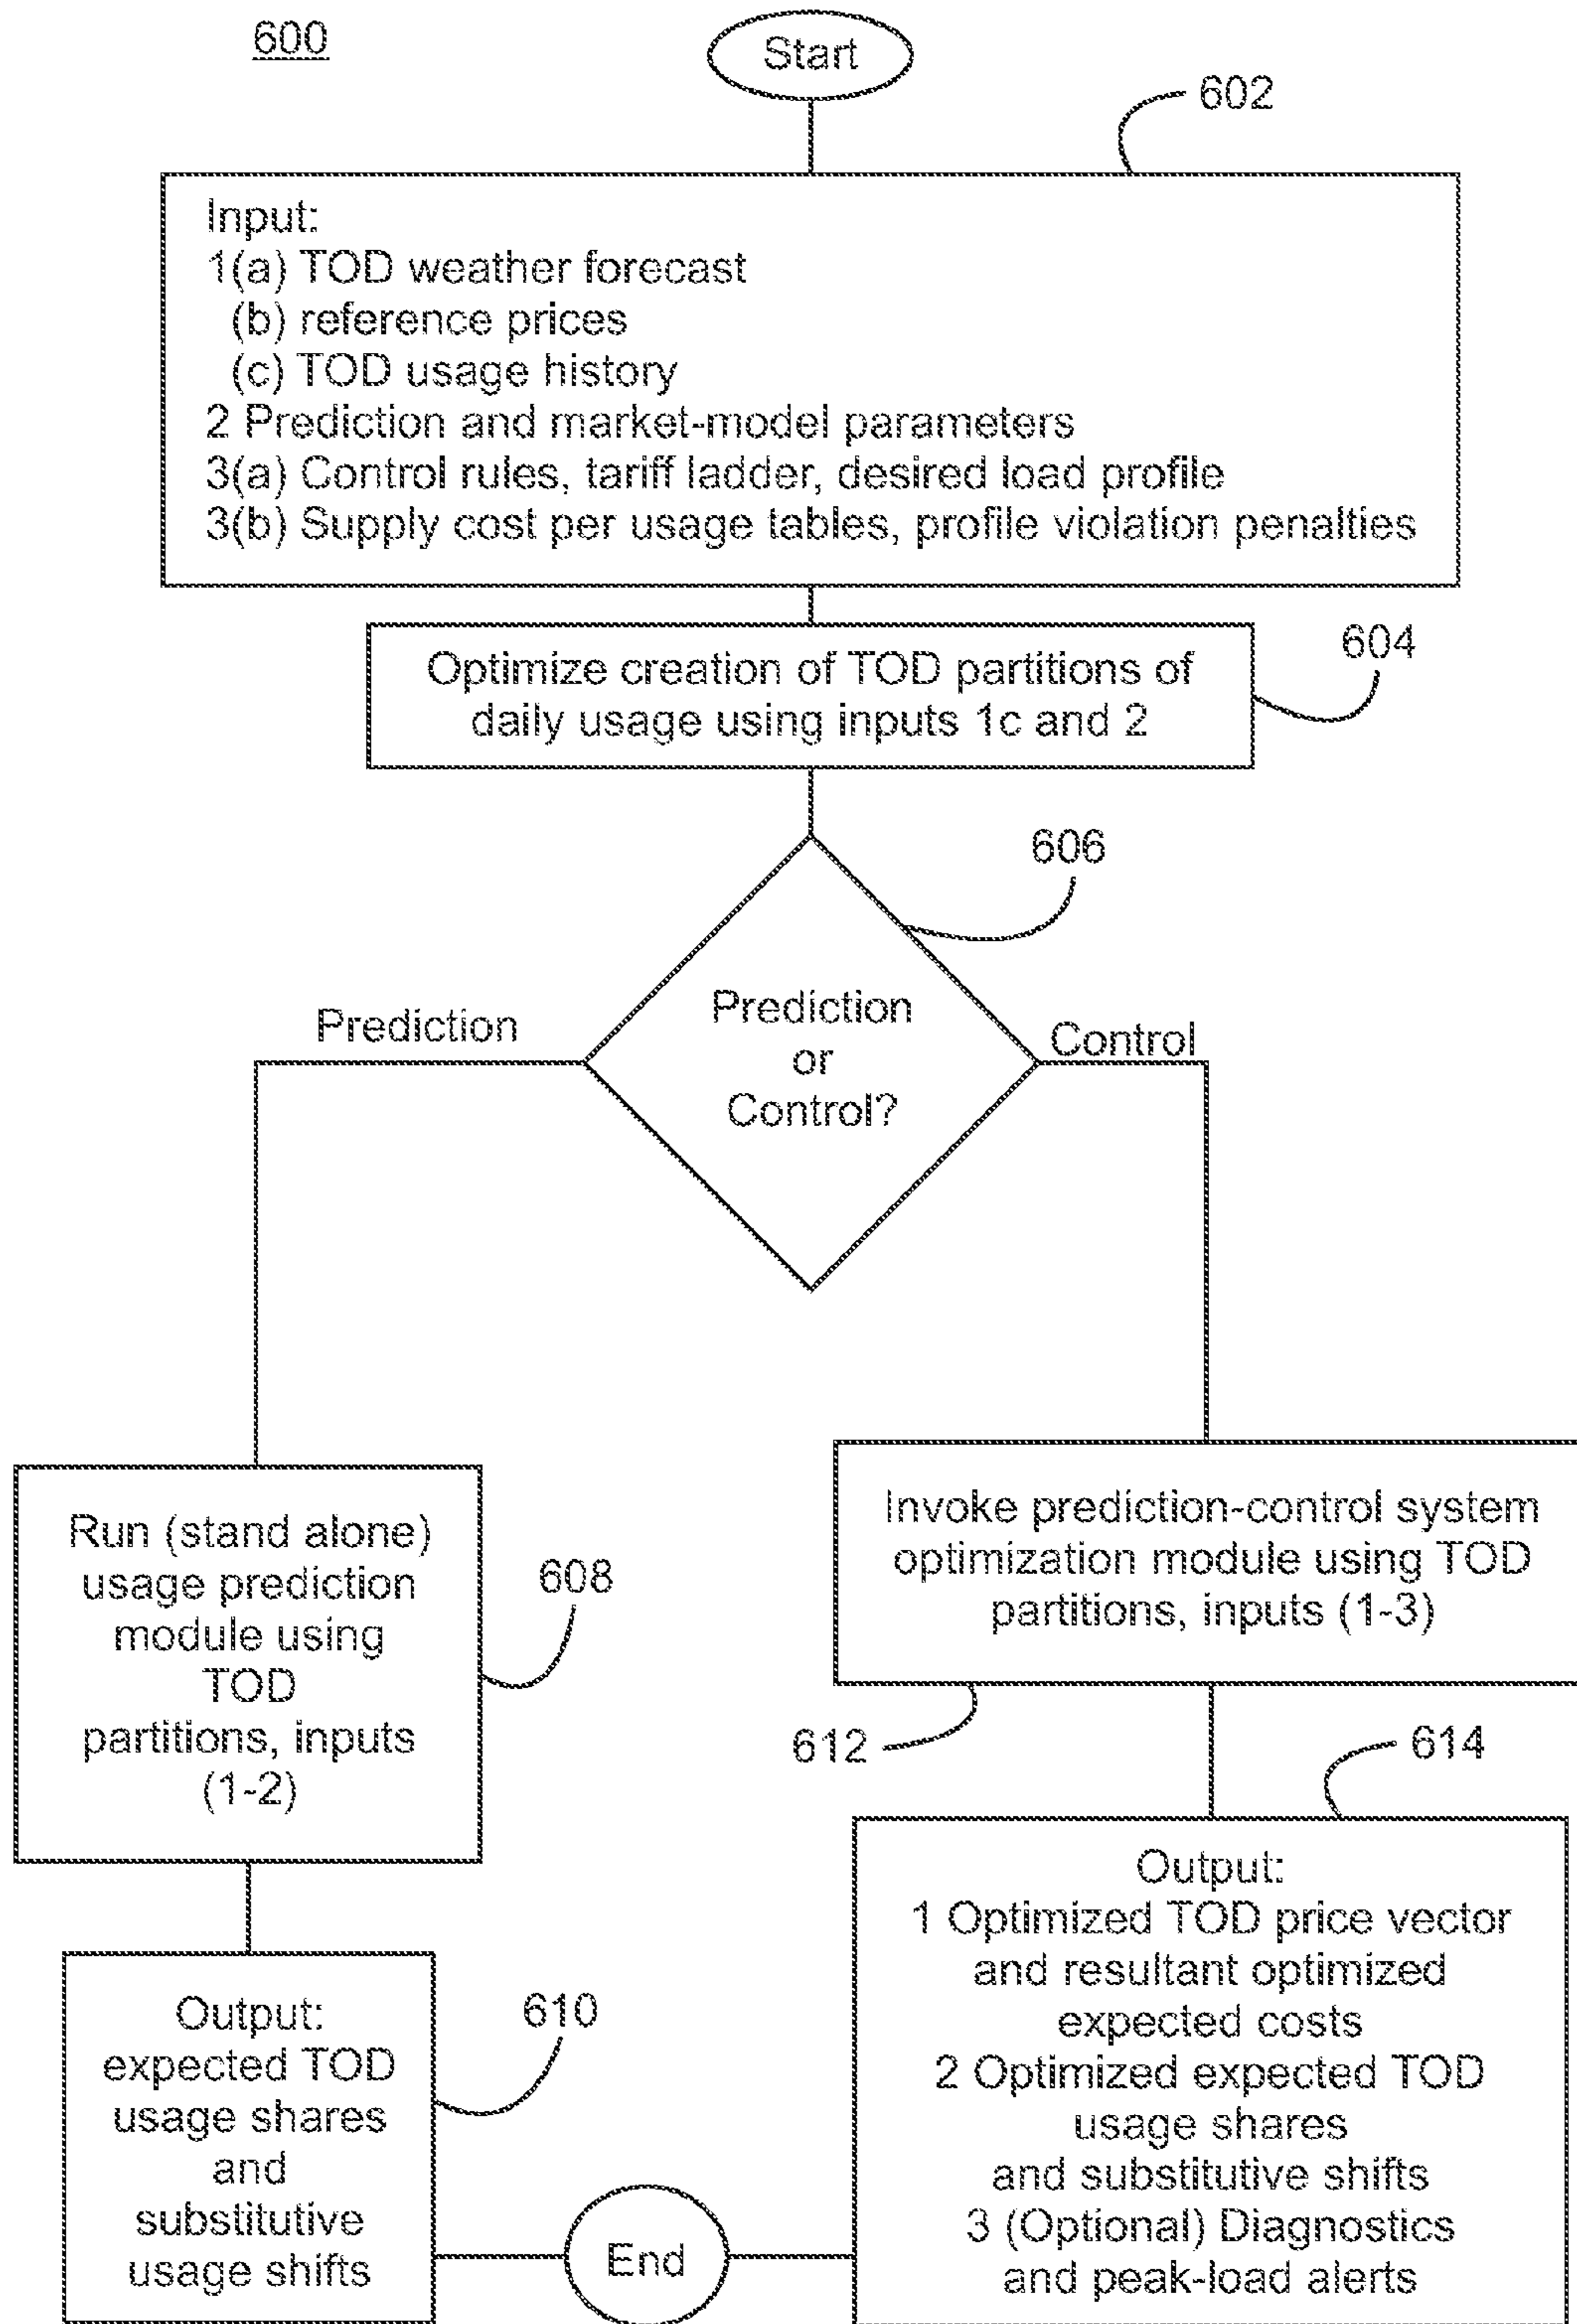 600
Start
602
Input:
1(a) TOD weather forecast
(b) reference prices
(c) TOD usage history
2 Prediction and market-model parameters
3(a) Control rules, tariff ladder, desired load profile
3(b) Supply cost per usage tables, profile violation penalties
Optimize creation of TOD partitions of
daily usage using inputs 1c and 2
604
606
Prediction
or
Control?
Prediction
Control
Run (stand alone)
usage prediction
module using
TOD
partitions, inputs
(1-2)
608
Invoke prediction-control system
optimization module using TOD
partitions, inputs (1-3)
612
614
Output:
expected TOD
usage shares
and
substitutive
usage shifts
610
End
Output:
1 Optimized TOD price vector
and resultant optimized
expected costs
2 Optimized expected TOD
usage shares
and substitutive shifts
3 (Optional) Diagnostics
and peak-load alerts